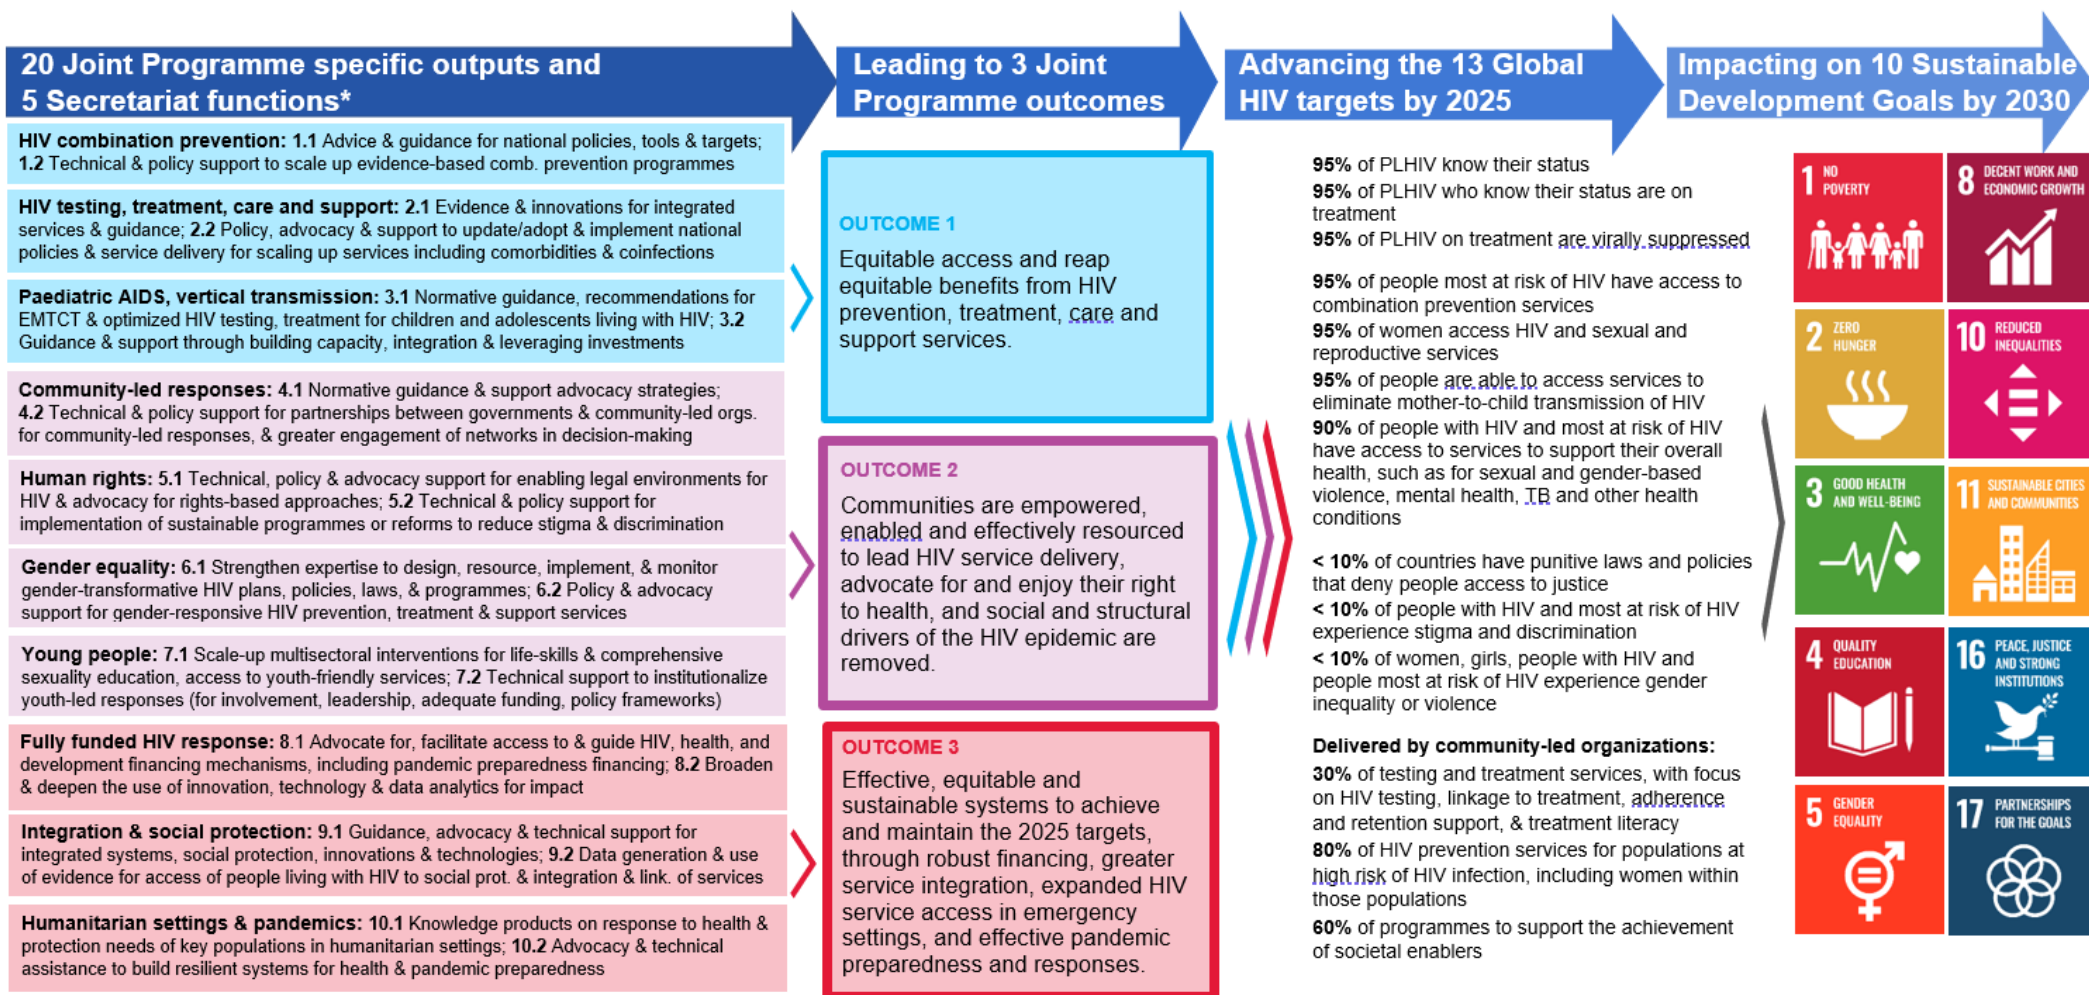 20 Joint Programme specific outputs and
5 Secretariat functions*
Leading to 3 Joint
Programme outcomes
Advancing the 13 Global
HIV targets by 2025
Impacting on 10 Sustainable
Development Goals by 2030
HIV combination prevention: 1.1 Advice & guidance for national policies, tools & targets;
1.2 Technical & policy support to scale up evidence-based comb. prevention programmes
HIV testing, treatment, care and support: 2.1 Evidence & innovations for integrated
services & guidance; 2.2 Policy, advocacy & support to update/adopt & implement national
policies & service delivery for scaling up services including comorbidities & coinfections
Paediatric AIDS, vertical transmission: 3.1 Normative guidance, recommendations for
EMTCT & optimized HIV testing, treatment for children and adolescents living with HIV; 3.2
Guidance & support through building capacity, integration & leveraging investments
Community-led responses: 4.1 Normative guidance & support advocacy strategies;
4.2 Technical & policy support for partnerships between governments & community-led orgs.
for community-led responses, & greater engagement of networks in decision-making
Human rights: 5.1 Technical, policy & advocacy support for enabling legal environments for
HIV & advocacy for rights-based approaches; 5.2 Technical & policy support for
implementation of sustainable programmes or reforms to reduce stigma & discrimination
Gender equality: 6.1 Strengthen expertise to design, resource, implement, & monitor
gender-transformative HIV plans, policies, laws, & programmes; 6.2 Policy & advocacy
support for gender-responsive HIV prevention, treatment & support services
Young people: 7.1 Scale-up multisectoral interventions for life-skills & comprehensive
sexuality education, access to youth-friendly services; 7.2 Technical support to institutionalize
youth-led responses (for involvement, leadership, adequate funding, policy frameworks)
Fully funded HIV response: 8.1 Advocate for, facilitate access to & guide HIV, health, and
development financing mechanisms, including pandemic preparedness financing; 8.2 Broaden
& deepen the use of innovation, technology & data analytics for impact
Integration & social protection: 9.1 Guidance, advocacy & technical support for
integrated systems, social protection, innovations & technologies; 9.2 Data generation & use
of evidence for access of people living with HIV to social prot. & integration & link. of services
Humanitarian settings & pandemics: 10.1 Knowledge products on response to health &
protection needs of key populations in humanitarian settings; 10.2 Advocacy & technical
assistance to build resilient systems for health & pandemic preparedness
OUTCOME 1
Equitable access and reap
equitable benefits from HIV
prevention, treatment, care and
support services.
OUTCOME 2
Communities are empowered,
enabled and effectively resourced
to lead HIV service delivery,
advocate for and enjoy their right
to health, and social and structural
drivers of the HIV epidemic are
removed.
OUTCOME 3
Effective, equitable and
sustainable systems to achieve
and maintain the 2025 targets,
through robust financing, greater
service integration, expanded HIV
service access in emergency
settings, and effective pandemic
preparedness and responses.
95% of PLHIV know their status
95% of PLHIV who know their status are on
treatment
95% of PLHIV on treatment are virally suppressed
95% of people most at risk of HIV have access to
combination prevention services
95% of women access HIV and sexual and
reproductive services
95% of people are able to access services to
eliminate mother-to-child transmission of HIV
90% of people with HIV and most at risk of HIV
have access to services to support their overall
health, such as for sexual and gender-based
violence, mental health, TB and other health
conditions
< 10% of countries have punitive laws and policies
that deny people access to justice
< 10% of people with HIV and most at risk of HIV
experience stigma and discrimination
< 10% of women, girls, people with HIV and
people most at risk of HIV experience gender
inequality or violence
Delivered by community-led organizations:
30% of testing and treatment services, with focus
on HIV testing, linkage to treatment, adherence
and retention support, & treatment literacy
80% of HIV prevention services for populations at
high risk of HIV infection, including women within
those populations
60% of programmes to support the achievement
of societal enablers
1 NO
POVERTY
8 DECENT WORK AND
ECONOMIC GROWTH
2 ZERO
HUNGER
10 REDUCED
INEQUALITIES
3 GOOD HEALTH
AND WELL-BEING
11 SUSTAINABLE CITIES
AND COMMUNITIES
4 QUALITY
EDUCATION
16 PEACE, JUSTICE
AND STRONG
INSTITUTIONS
5 GENDER
EQUALITY
17 PARTNERSHIPS
FOR THE GOALS